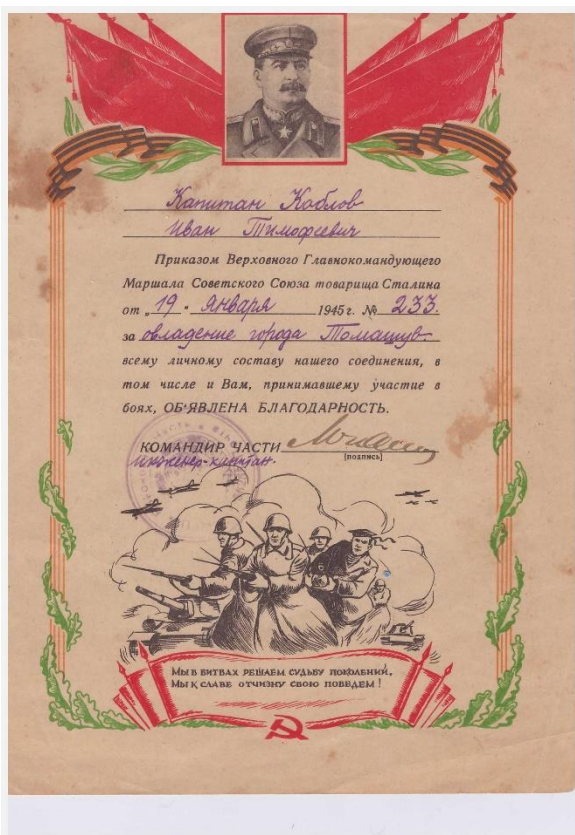 Капитан Коблов
Иван Тимофеевич
Приказом Верховного Главнокомандующего
Маршала Советского Союза товарища Сталина
от „19" Января 1945 г. № 233.
за овладение города Томашув.
всему личному составу нашего соединения, в
том числе и Вам, принимавшему участие в
боях, ОБ'ЯВЛЕНА БЛАГОДАРНОСТЬ.
КОМАНДИР ЧАСТИ
[подпись]
инженер-капитан.
МЫ В БИТВАХ РЕШАЕМ СУДЬБУ ПОКОЛЕНИЙ,
МЫ К СЛАВЕ ОТЧИЗНУ СВОЮ ПОВЕДЕМ!